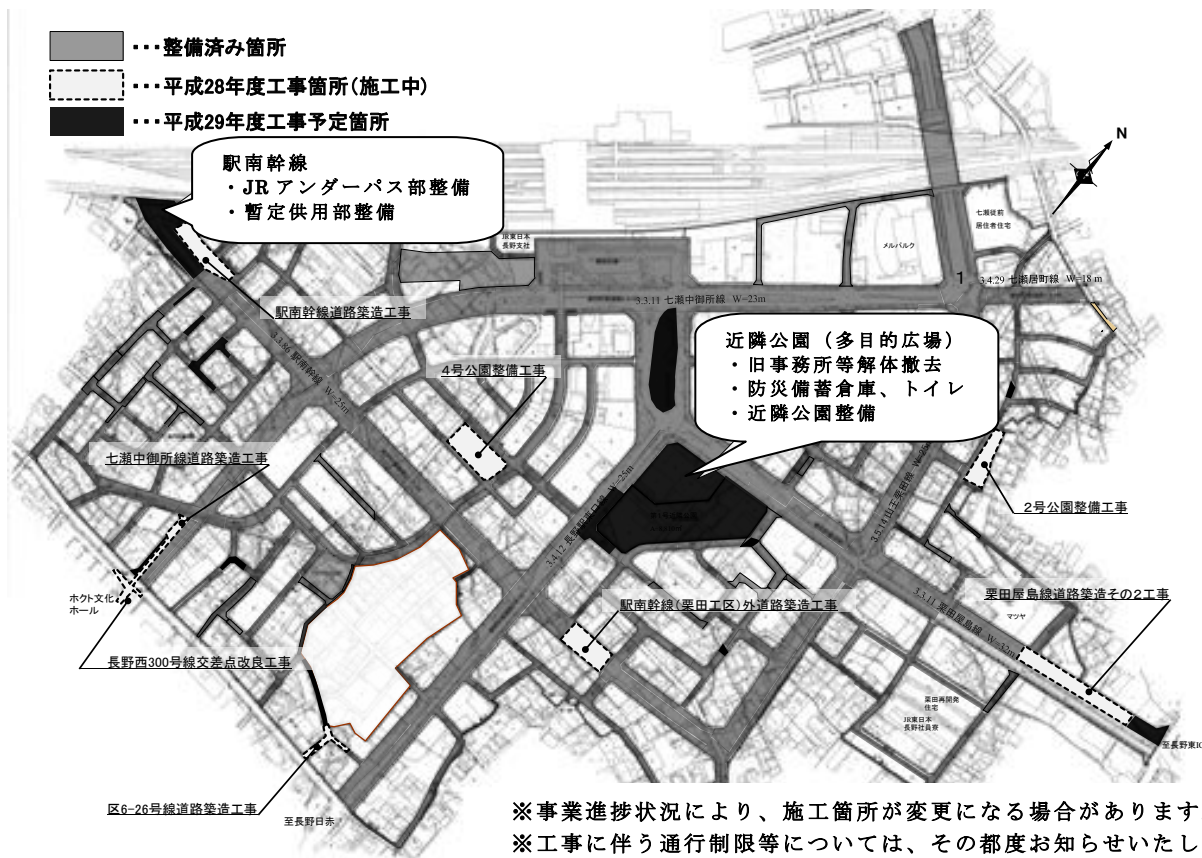 ･･･整備済み箇所
･･･平成28年度工事箇所(施工中)
･･･平成29年度工事予定箇所
N
駅南幹線
・JRアンダーパス部整備
・暫定供用部整備
JR東日本
長野支社
メルパルク
七瀬従前
居住者住宅
1
3.4.29 七瀬居町線 W=18m
3.3.11 七瀬中御所線 W=23m
駅南幹線道路築造工事
3.3.86 駅南幹線 W=25m
近隣公園（多目的広場）
・旧事務所等解体撤去
・防災備蓄倉庫、トイレ
・近隣公園整備
4号公園整備工事
七瀬中御所線道路築造工事
2号公園整備工事
栗田屋島線道路築造その2工事
マツヤ
3.3.11 栗田屋島線 W=32m
駅南幹線(栗田工区)外道路築造工事
ホクト文化
ホール
長野西300号線交差点改良工事
栗田再開発
住宅
JR東日本
長野社員寮
至長野東IC
区6-26号線道路築造工事
至長野日赤
※事業進捗状況により、施工箇所が変更になる場合があります
※工事に伴う通行制限等については、その都度お知らせいたし